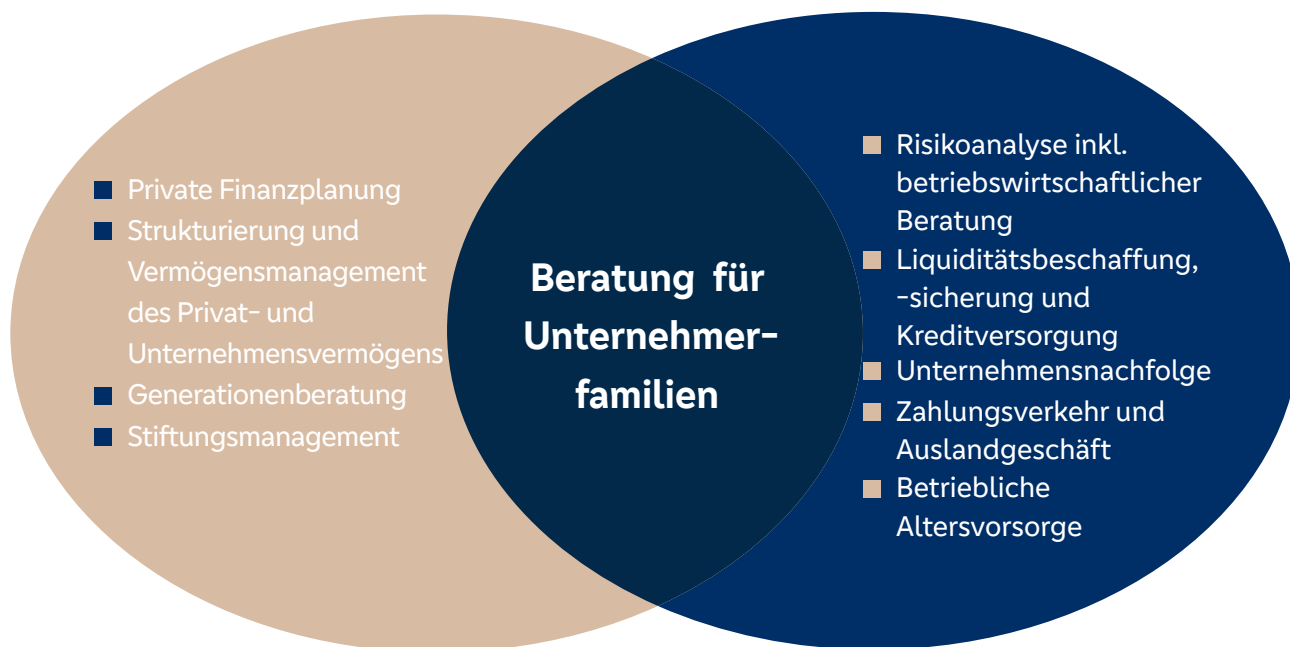 Private Finanzplanung
Strukturierung und
Vermögensmanagement
des Privat- und
Unternehmensvermögens
Generationenberatung
Stiftungsmanagement
Beratung für
Unternehmer-
familien
Risikoanalyse inkl.
betriebswirtschaftlicher
Beratung
Liquiditätsbeschaffung,
-sicherung und
Kreditversorgung
Unternehmensnachfolge
Zahlungsverkehr und
Auslandgeschäft
Betriebliche
Altersvorsorge